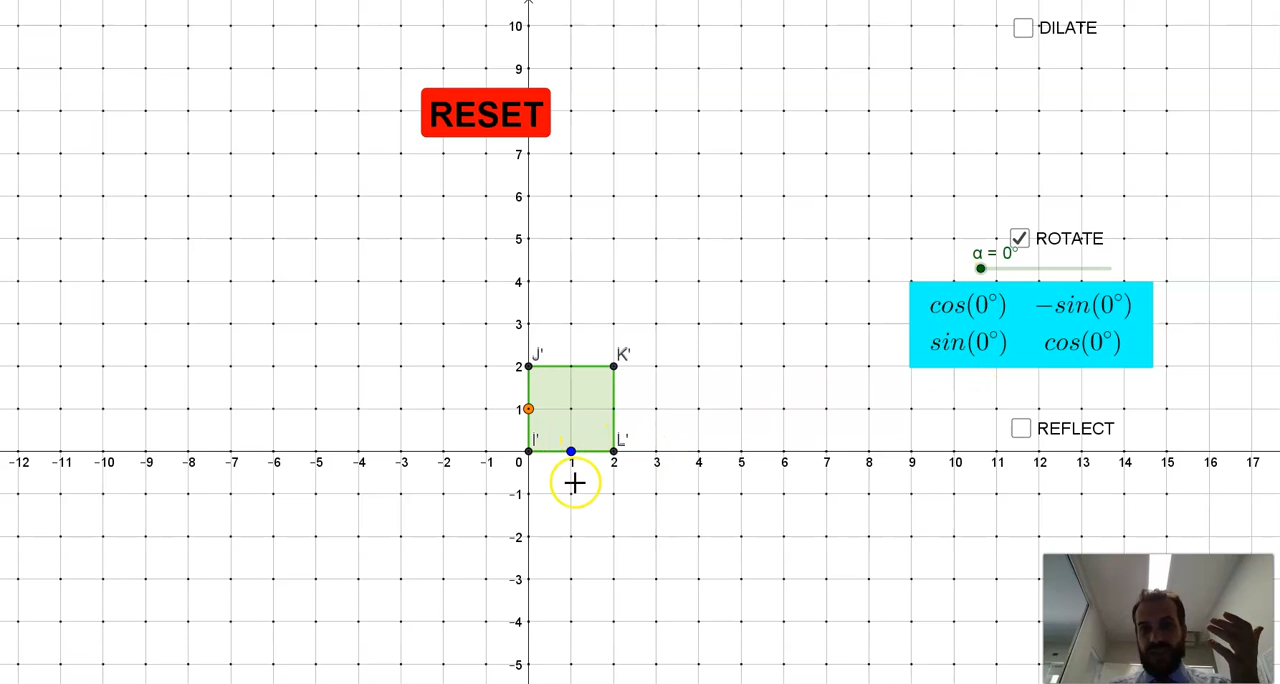 10
DILATE
9
RESET
7
6
5
ROTATE
α = 0°
4
cos(0°) −sin(0°)
3
sin(0°) cos(0°)
J' K'
2
1
I' L'
REFLECT
−12 −11 −10 −9 −8 −7 −6 −5 −4 −3 −2 −1 0 1 2 3 4 5 6 7 8 9 10 11 12 13 14 15 16 17
−1
−2
−3
−4
−5